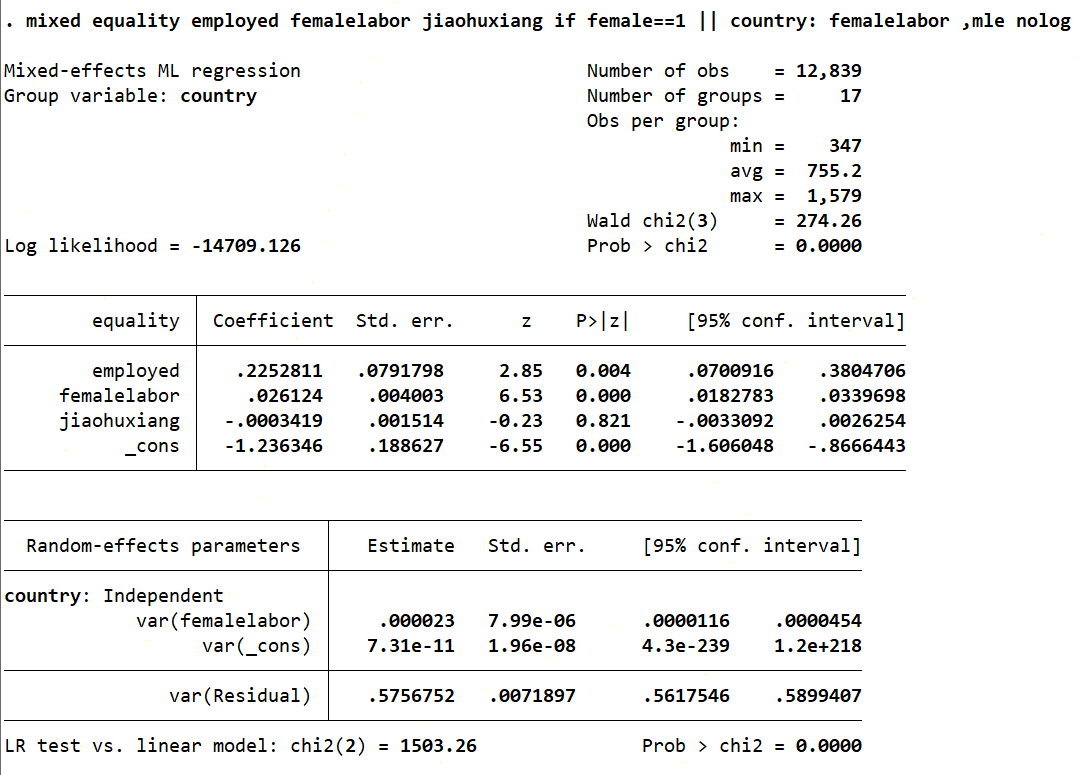 . mixed equality employed femalelabor jiaohuxiang if female==1 || country: femalelabor ,mle nolog
Mixed-effects ML regression Number of obs = 12,839
Group variable: country Number of groups = 17
Obs per group:
min = 347
avg = 755.2
max = 1,579
Wald chi2(3) = 274.26
Log likelihood = -14709.126 Prob > chi2 = 0.0000
equality Coefficient Std. err. z P>|z| [95% conf. interval]
employed .2252811 .0791798 2.85 0.004 .0700916 .3804706
femalelabor .026124 .004003 6.53 0.000 .0182783 .0339698
jiaohuxiang -.0003419 .001514 -0.23 0.821 -.0033092 .0026254
_cons -1.236346 .188627 -6.55 0.000 -1.606048 -.8666443
Random-effects parameters Estimate Std. err. [95% conf. interval]
country: Independent
var(femalelabor) .000023 7.99e-06 .0000116 .0000454
var(_cons) 7.31e-11 1.96e-08 4.3e-239 1.2e+218
var(Residual) .5756752 .0071897 .5617546 .5899407
LR test vs. linear model: chi2(2) = 1503.26 Prob > chi2 = 0.0000